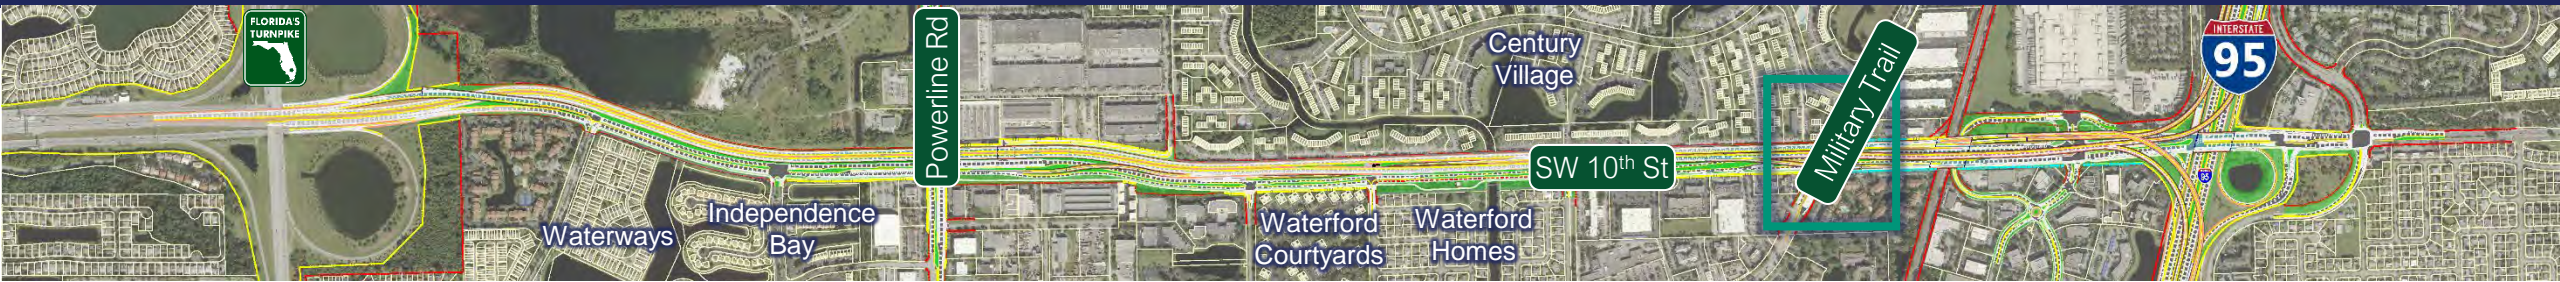 FLORIDA'S
TURNPIKE
Powerline Rd
Century
Village
Military Trail
INTERSTATE
95
SW 10th St
95
Independence
Bay
Waterways
Waterford
Courtyards
Waterford
Homes